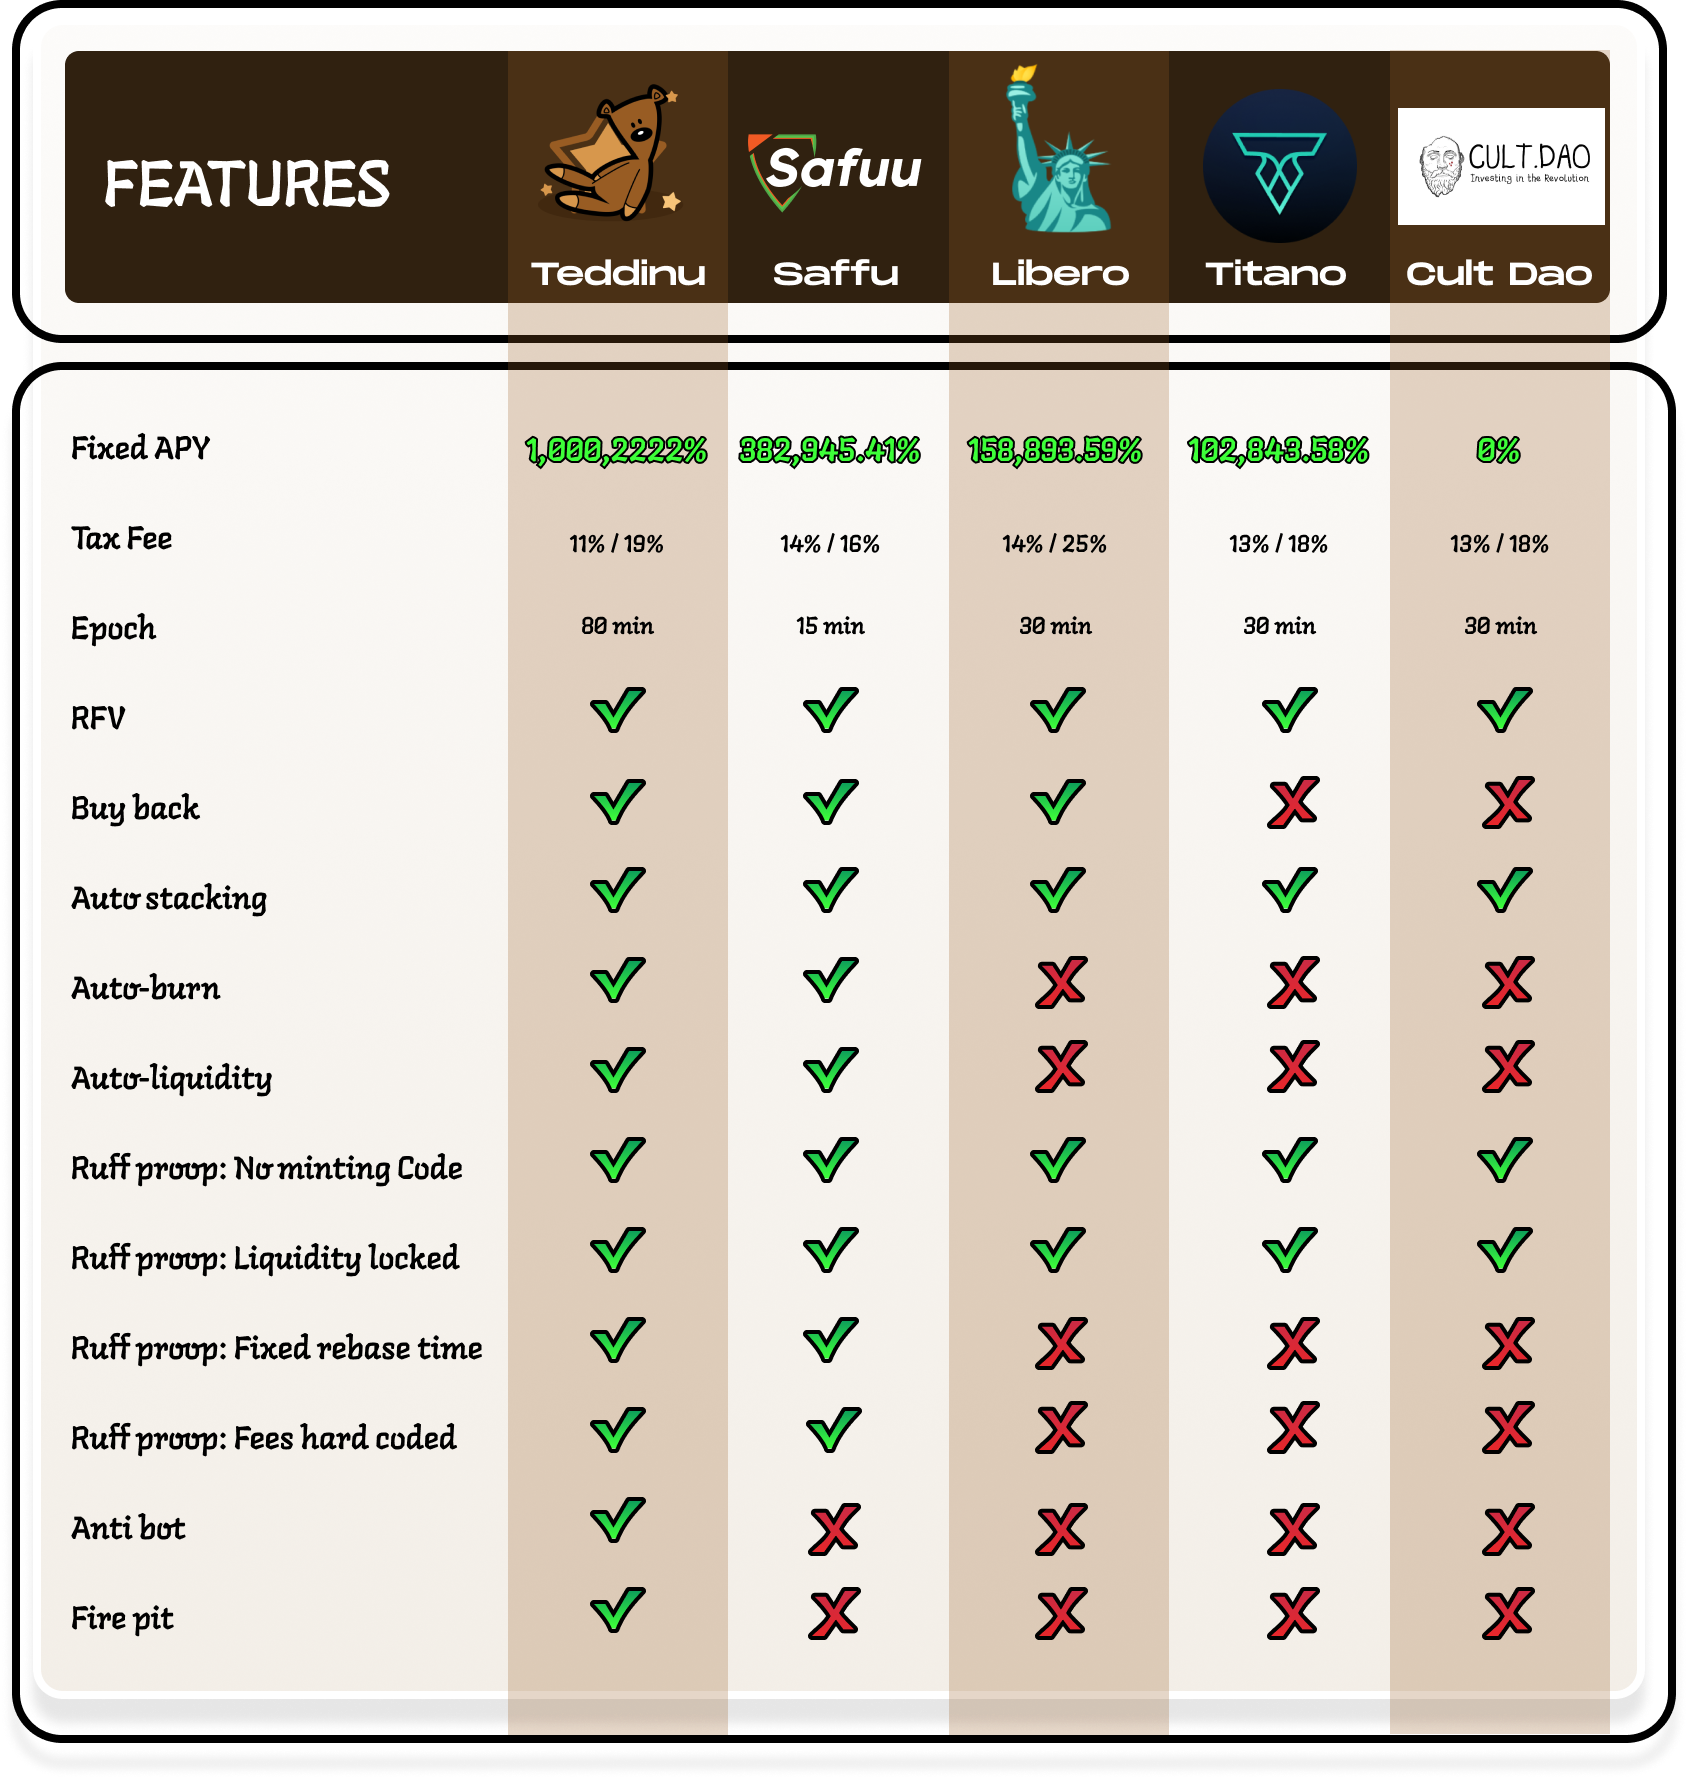 FEATURES
Safuu
CULT.DAO
Investing in the Revolution
Teddinu Saffu Libero Titano Cult Dao
Fixed APY 1,000,2222% 382,945.41% 158,893.59% 102,843.58% 0%
Tax Fee 11% / 19% 14% / 16% 14% / 25% 13% / 18% 13% / 18%
Epoch 80 min 15 min 30 min 30 min 30 min
RFV
Buy back
Auto stacking
Auto-burn
Auto-liquidity
Ruff proop: No minting Code
Ruff proop: Liquidity locked
Ruff proop: Fixed rebase time
Ruff proop: Fees hard coded
Anti bot
Fire pit